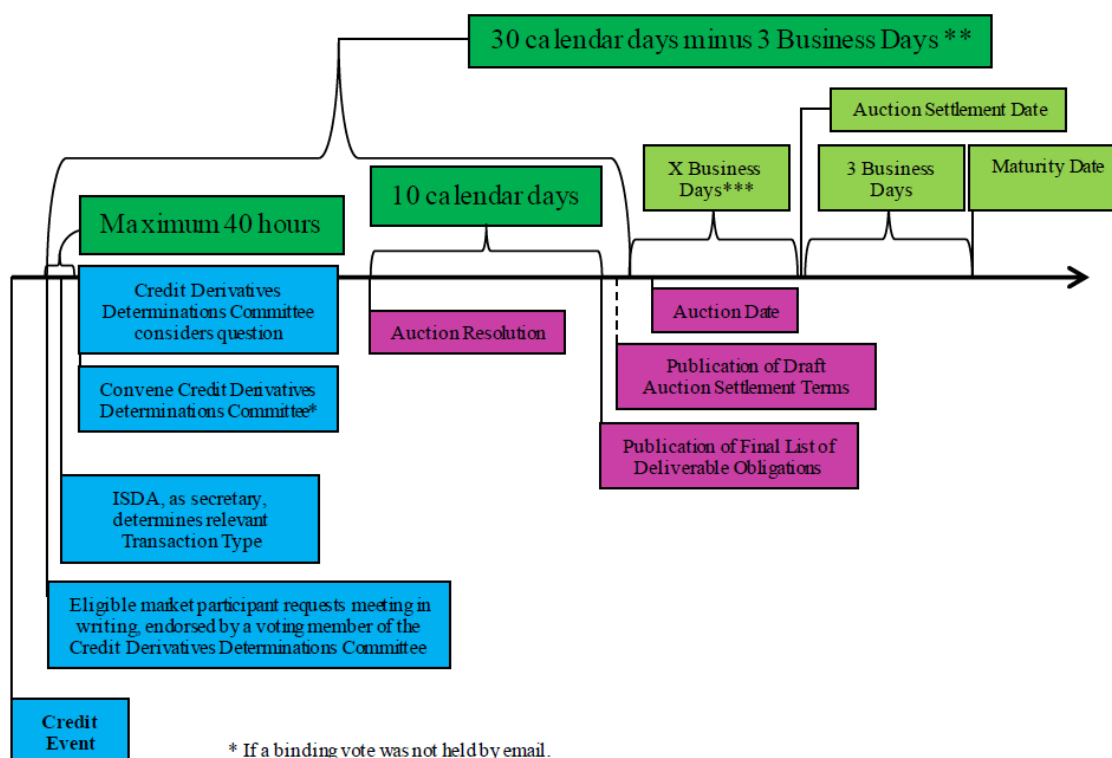 30 calendar days minus 3 Business Days **
Auction Settlement Date
X Business
Days***
3 Business
Days
Maturity Date
10 calendar days
Maximum 40 hours
Credit Derivatives
Determinations Committee
considers question
Auction Resolution
Auction Date
Convene Credit Derivatives
Determinations Committee*
Publication of Draft
Auction Settlement Terms
Publication of Final List of
Deliverable Obligations
ISDA, as secretary,
determines relevant
Transaction Type
Eligible market participant requests meeting in
writing, endorsed by a voting member of the
Credit Derivatives Determinations Committee
Credit
Event
* If a binding vote was not held by email.